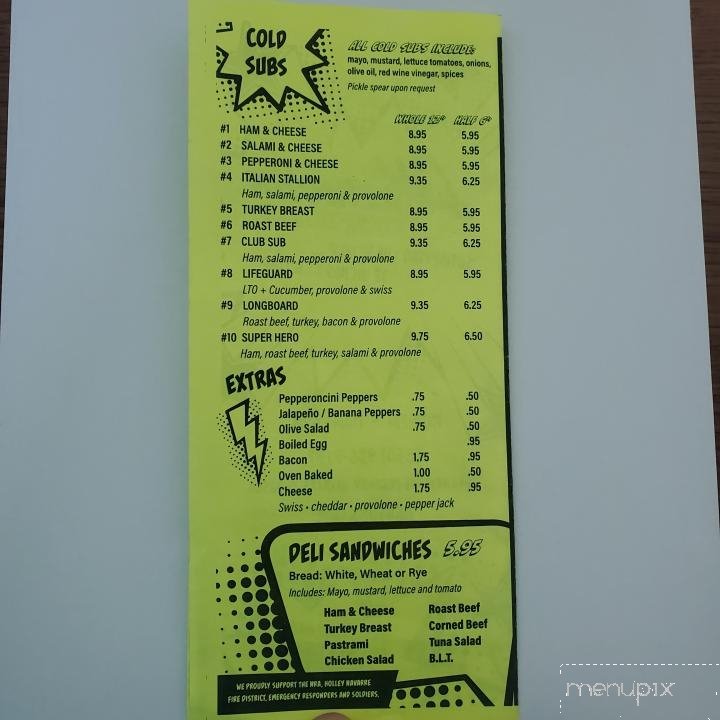 COLD
SUBS
ALL COLD SUBS INCLUDE:
mayo, mustard, lettuce tomatoes, onions,
olive oil, red wine vinegar, spices
Pickle spear upon request
WHOLE 12" HALF 6"
#1 HAM & CHEESE 8.95 5.95
#2 SALAMI & CHEESE 8.95 5.95
#3 PEPPERONI & CHEESE 8.95 5.95
#4 ITALIAN STALLION 9.35 6.25
Ham, salami, pepperoni & provolone
#5 TURKEY BREAST 8.95 5.95
#6 ROAST BEEF 8.95 5.95
#7 CLUB SUB 9.35 6.25
Ham, salami, pepperoni & provolone
#8 LIFEGUARD 8.95 5.95
LTO + Cucumber, provolone & swiss
#9 LONGBOARD 9.35 6.25
Roast beef, turkey, bacon & provolone
#10 SUPER HERO 9.75 6.50
Ham, roast beef, turkey, salami & provolone
EXTRAS
Pepperoncini Peppers .75 .50
Jalapeño / Banana Peppers .75 .50
Olive Salad .75 .50
Boiled Egg .95
Bacon 1.75 .95
Oven Baked 1.00 .50
Cheese 1.75 .95
Swiss • cheddar • provolone • pepper jack
DELI SANDWICHES 5.95
Bread: White, Wheat or Rye
Includes: Mayo, mustard, lettuce and tomato
Ham & Cheese Roast Beef
Turkey Breast Corned Beef
Pastrami Tuna Salad
Chicken Salad B.L.T.
WE PROUDLY SUPPORT THE NRA, HOLLEY NAVARRE
FIRE DISTRICT, EMERGENCY RESPONDERS AND SOLDIERS.
menupix